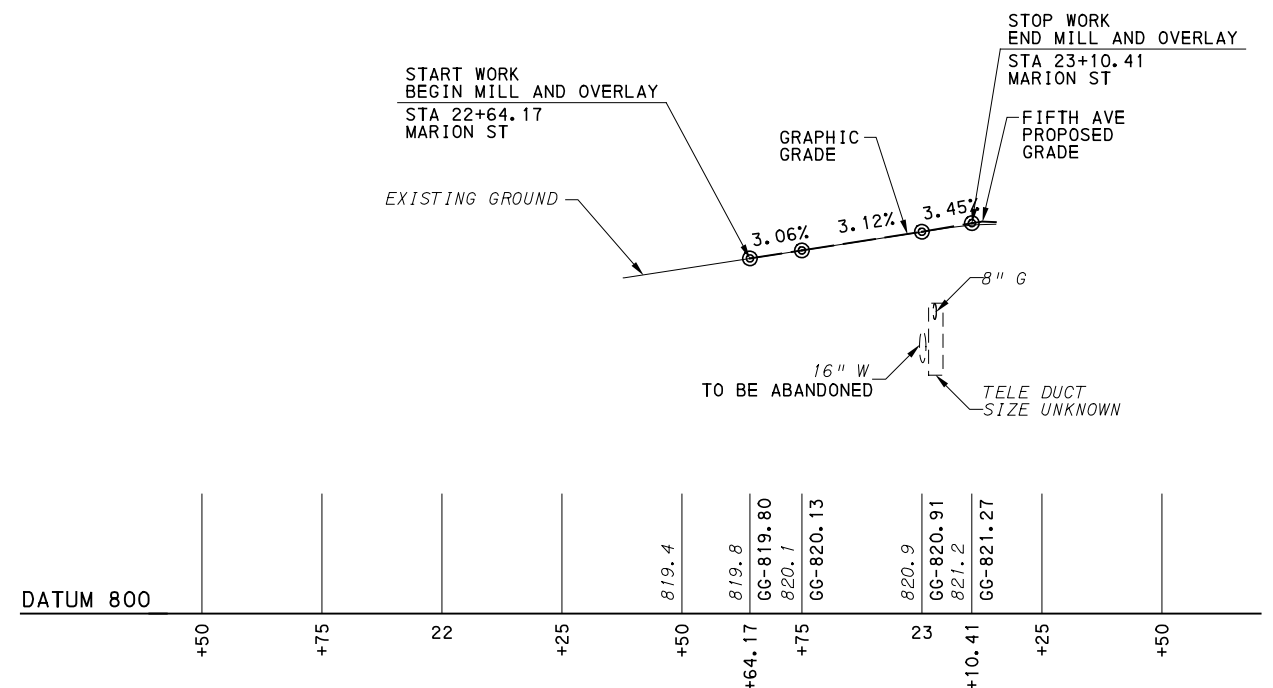 STOP WORK
END MILL AND OVERLAY
STA 23+10.41
MARION ST
START WORK
BEGIN MILL AND OVERLAY
STA 22+64.17
MARION ST
FIFTH AVE
PROPOSED
GRADE
GRAPHIC
GRADE
EXISTING GROUND
3.06%
3.12%
3.45%
8" G
16" W
TO BE ABANDONED
TELE DUCT
SIZE UNKNOWN
819.4
819.8
GG-819.80
820.1
GG-820.13
820.9
GG-820.91
821.2
GG-821.27
DATUM 800
+50
+75
22
+25
+50
+64.17
+75
23
+10.41
+25
+50